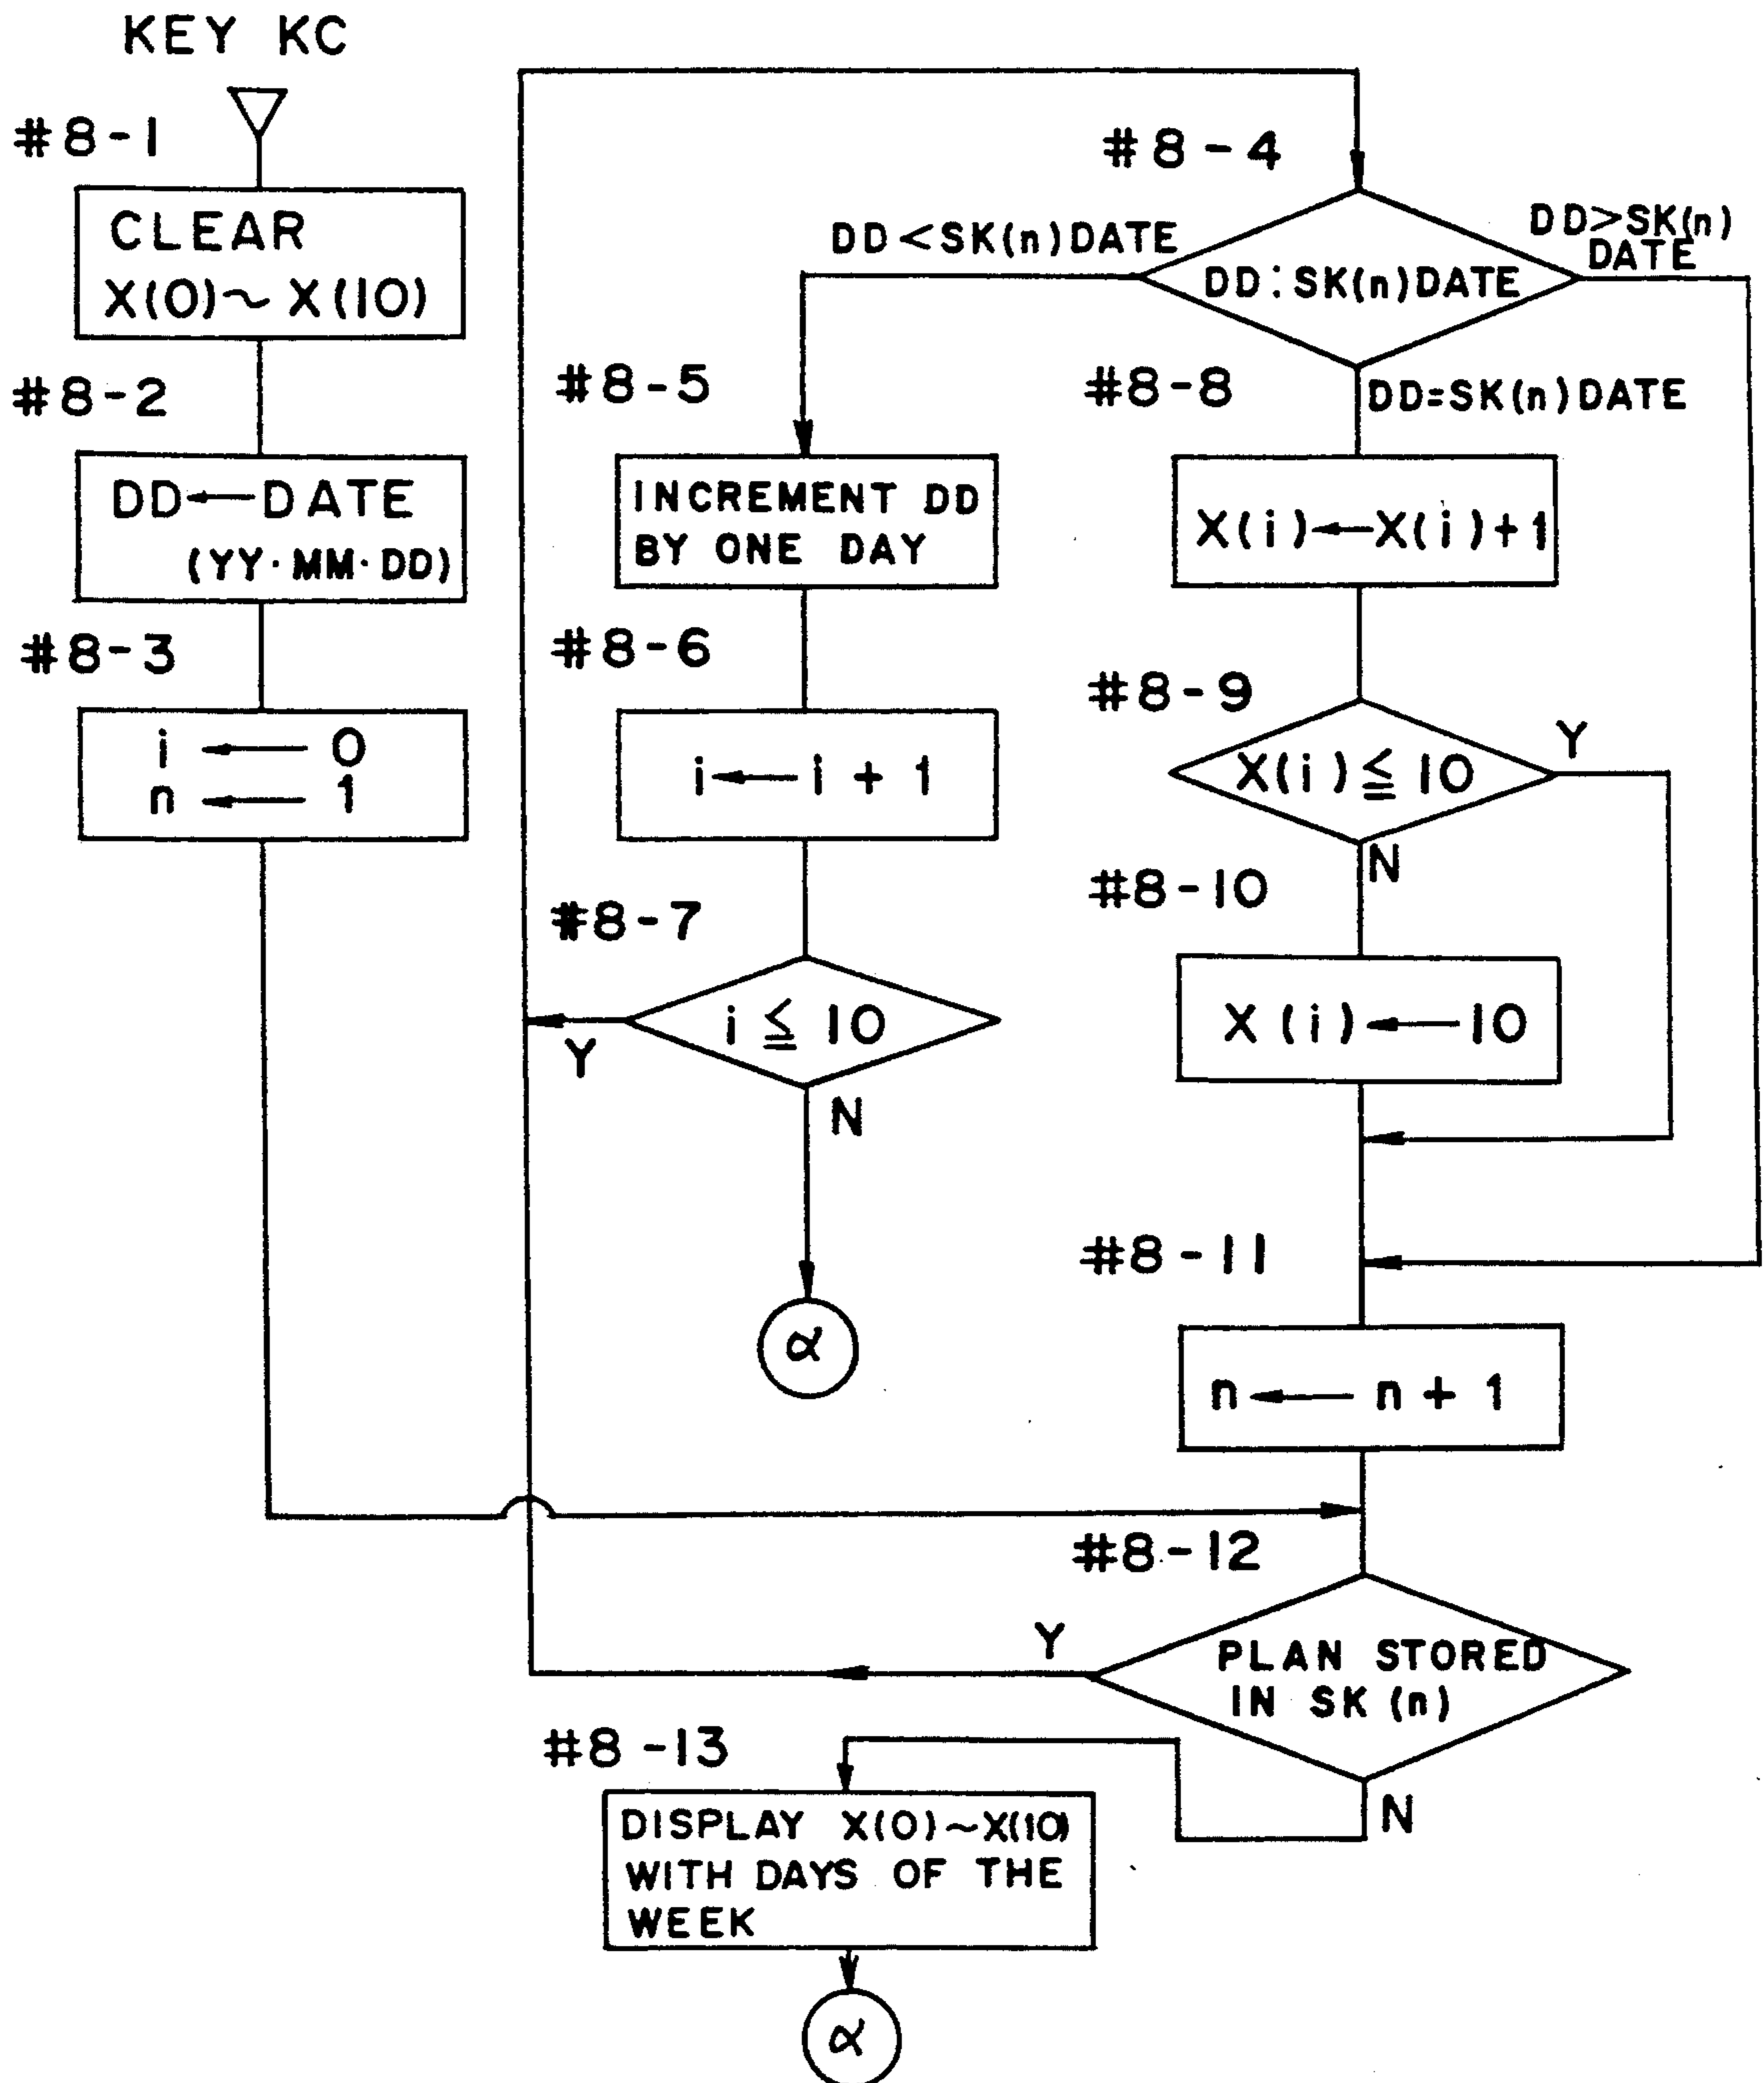 KEY KC
#8-1
CLEAR
X(0)~X(10)
#8-2
DD←DATE
(YY·MM·DD)
#8-3
i ← 0
n ← 1
#8-4
DD:SK(n)DATE
DD<SK(n)DATE
DD>SK(n)
DATE
DD=SK(n)DATE
#8-5
INCREMENT DD
BY ONE DAY
#8-6
i ← i + 1
#8-7
i ≦ 10
Y
N
α
#8-8
X(i)←X(i)+1
#8-9
X(i)≦10
Y
N
#8-10
X(i)←10
#8-11
n ← n + 1
#8-12
PLAN STORED
IN SK(n)
Y
N
#8-13
DISPLAY X(0)~X(10)
WITH DAYS OF THE
WEEK
α